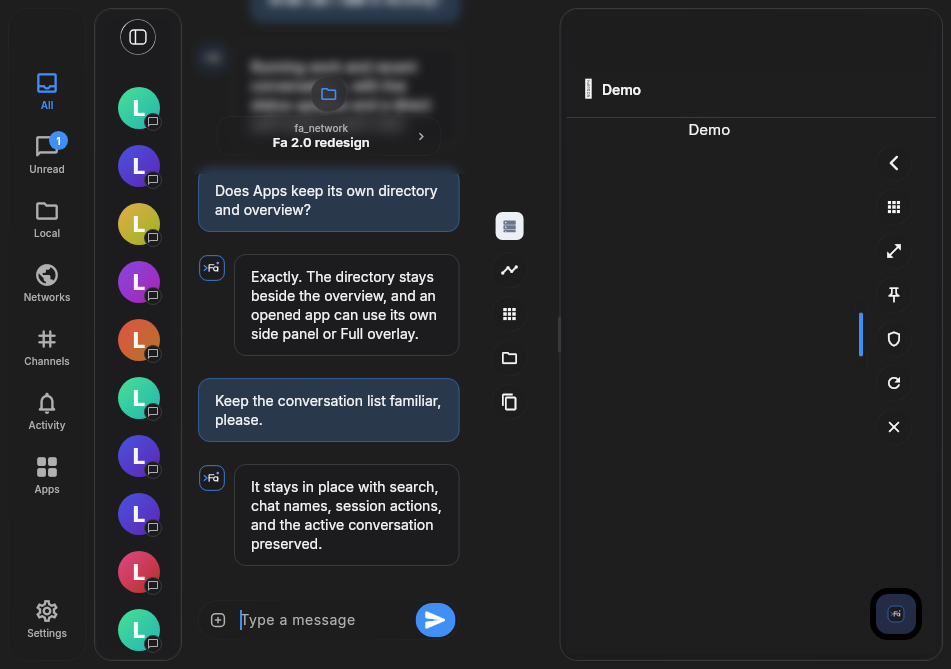 All
1
Unread
Local
Networks
Channels
Activity
Apps
Settings
L
L
L
L
L
L
L
L
L
L
fa_network
Fa 2.0 redesign
Does Apps keep its own directory
and overview?
>Fa
Exactly. The directory stays
beside the overview, and an
opened app can use its own
side panel or Full overlay.
Keep the conversation list familiar,
please.
>Fa
It stays in place with search,
chat names, session actions,
and the active conversation
preserved.
Type a message
Demo
Demo
>Fa